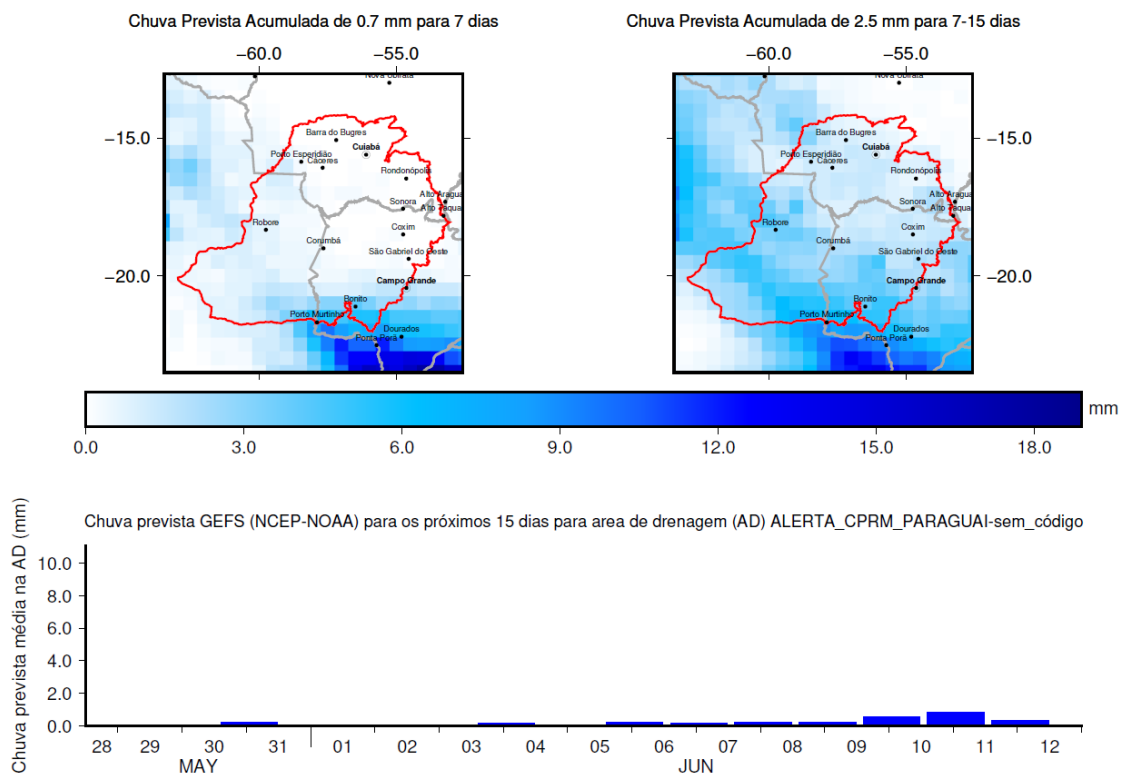 Chuva Prevista Acumulada de 0.7 mm para 7 dias
Chuva Prevista Acumulada de 2.5 mm para 7-15 dias
−60.0 −55.0
−60.0 −55.0
−15.0
−20.0
Barra do Bugres
Cuiabá
Porto Esperidião
Cáceres
Rondonópolis
Alto Aragua
Sonora
Alto Taquar
Robore
Coxim
Corumbá
São Gabriel do Oeste
Campo Grande
Bonito
Porto Murtinho
Dourados
Ponta Porã
−15.0
−20.0
Barra do Bugres
Cuiabá
Porto Esperidião
Cáceres
Rondonópolis
Alto Aragua
Sonora
Alto Taquar
Robore
Coxim
Corumbá
São Gabriel do Oeste
Campo Grande
Bonito
Porto Murtinho
Dourados
Ponta Porã
−15.0
−20.0
mm
0.0 3.0 6.0 9.0 12.0 15.0 18.0
Chuva prevista GEFS (NCEP-NOAA) para os próximos 15 dias para area de drenagem (AD) ALERTA_CPRM_PARAGUAI-sem_código
Chuva prevista média na AD (mm)
10.0
8.0
6.0
4.0
2.0
0.0
28 29 30 31 01 02 03 04 05 06 07 08 09 10 11 12
MAY JUN